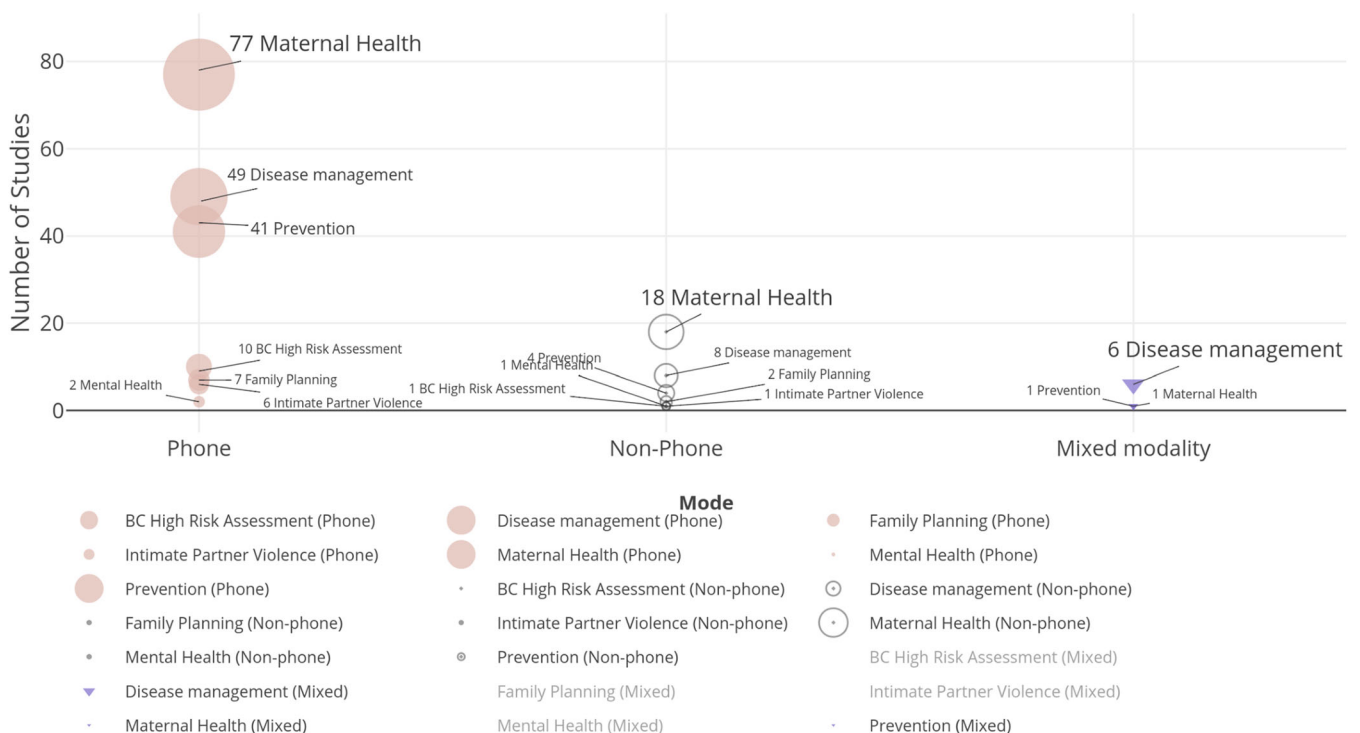 77 Maternal Health
80
49 Disease management
60
41 Prevention
40
Number of Studies
18 Maternal Health
20
10 BC High Risk Assessment
7 Family Planning
2 Mental Health
6 Intimate Partner Violence
4 Prevention
1 Mental Health
1 BC High Risk Assessment
8 Disease management
2 Family Planning
1 Intimate Partner Violence
6 Disease management
1 Prevention
1 Maternal Health
0
Phone
Non-Phone
Mixed modality
Mode
BC High Risk Assessment (Phone)
Disease management (Phone)
Family Planning (Phone)
Intimate Partner Violence (Phone)
Maternal Health (Phone)
Mental Health (Phone)
Prevention (Phone)
BC High Risk Assessment (Non-phone)
Disease management (Non-phone)
Family Planning (Non-phone)
Intimate Partner Violence (Non-phone)
Maternal Health (Non-phone)
Mental Health (Non-phone)
Prevention (Non-phone)
BC High Risk Assessment (Mixed)
Disease management (Mixed)
Family Planning (Mixed)
Intimate Partner Violence (Mixed)
Maternal Health (Mixed)
Mental Health (Mixed)
Prevention (Mixed)